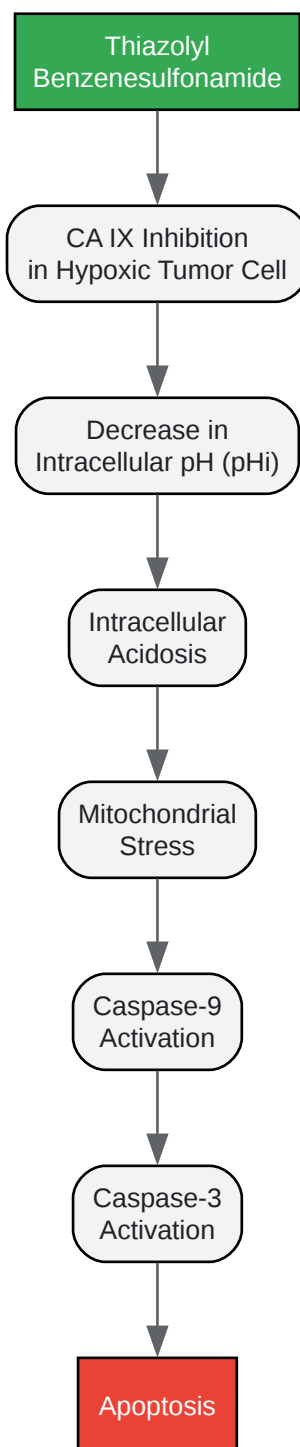 Thiazolyl
Benzenesulfonamide
CA IX Inhibition
in Hypoxic Tumor Cell
Decrease in
Intracellular pH (pHi)
Intracellular
Acidosis
Mitochondrial
Stress
Caspase-9
Activation
Caspase-3
Activation
Apoptosis